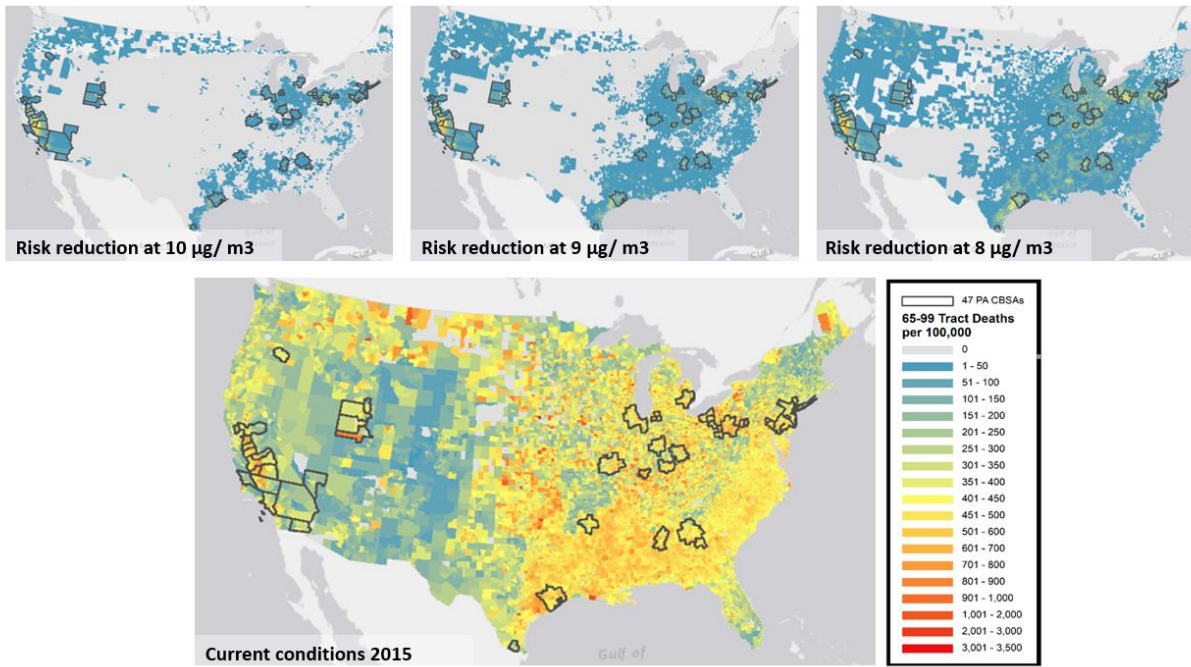 Risk reduction at 10 µg/ m3
CUBA
Risk reduction at 9 µg/ m3
CUBA
Risk reduction at 8 µg/ m3
CUBA
47 PA CBSAs
65-99 Tract Deaths
per 100,000
0
1 - 50
51 - 100
101 - 150
151 - 200
201 - 250
251 - 300
301 - 350
351 - 400
401 - 450
451 - 500
501 - 600
601 - 700
701 - 800
801 - 900
901 - 1,000
1,001 - 2,000
2,001 - 3,000
3,001 - 3,500
Current conditions 2015
Gulf of